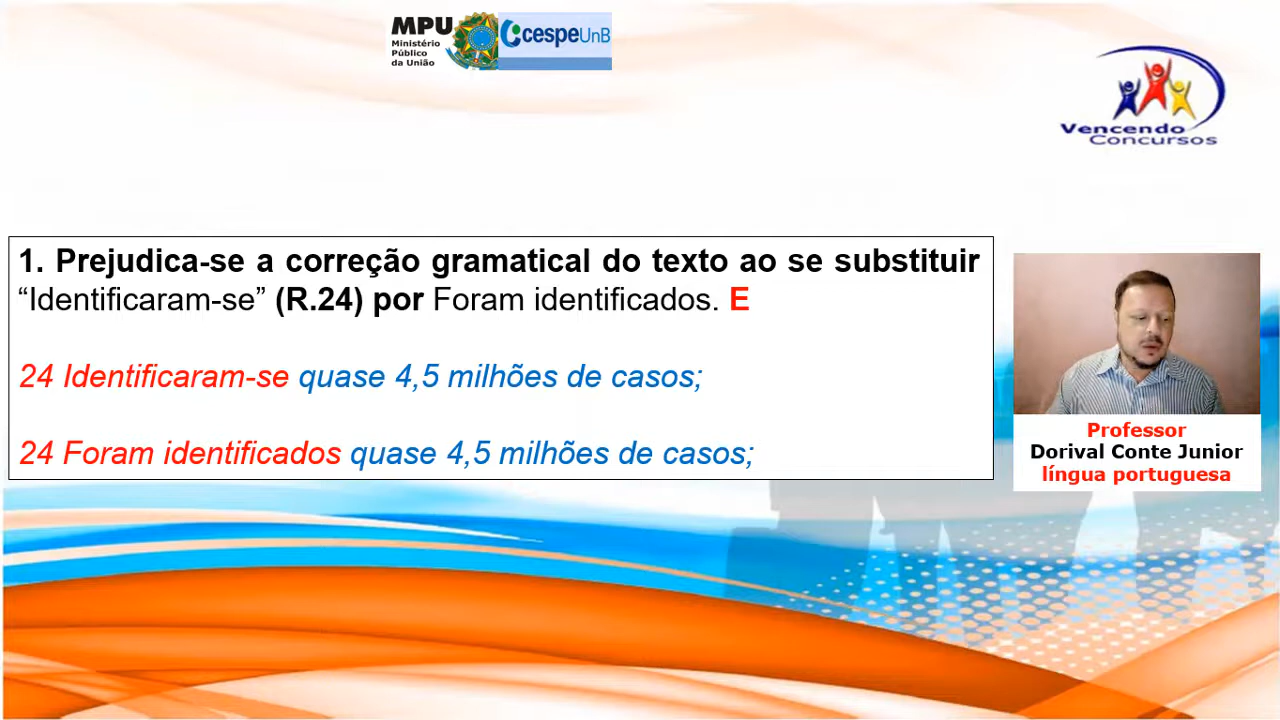 MPU
Ministério
Público
da União
cespeUnB
Vencendo
Concursos
1. Prejudica-se a correção gramatical do texto ao se substituir
“Identificaram-se” (R.24) por Foram identificados. E
24 Identificaram-se quase 4,5 milhões de casos;
24 Foram identificados quase 4,5 milhões de casos;
Professor
Dorival Conte Junior
língua portuguesa